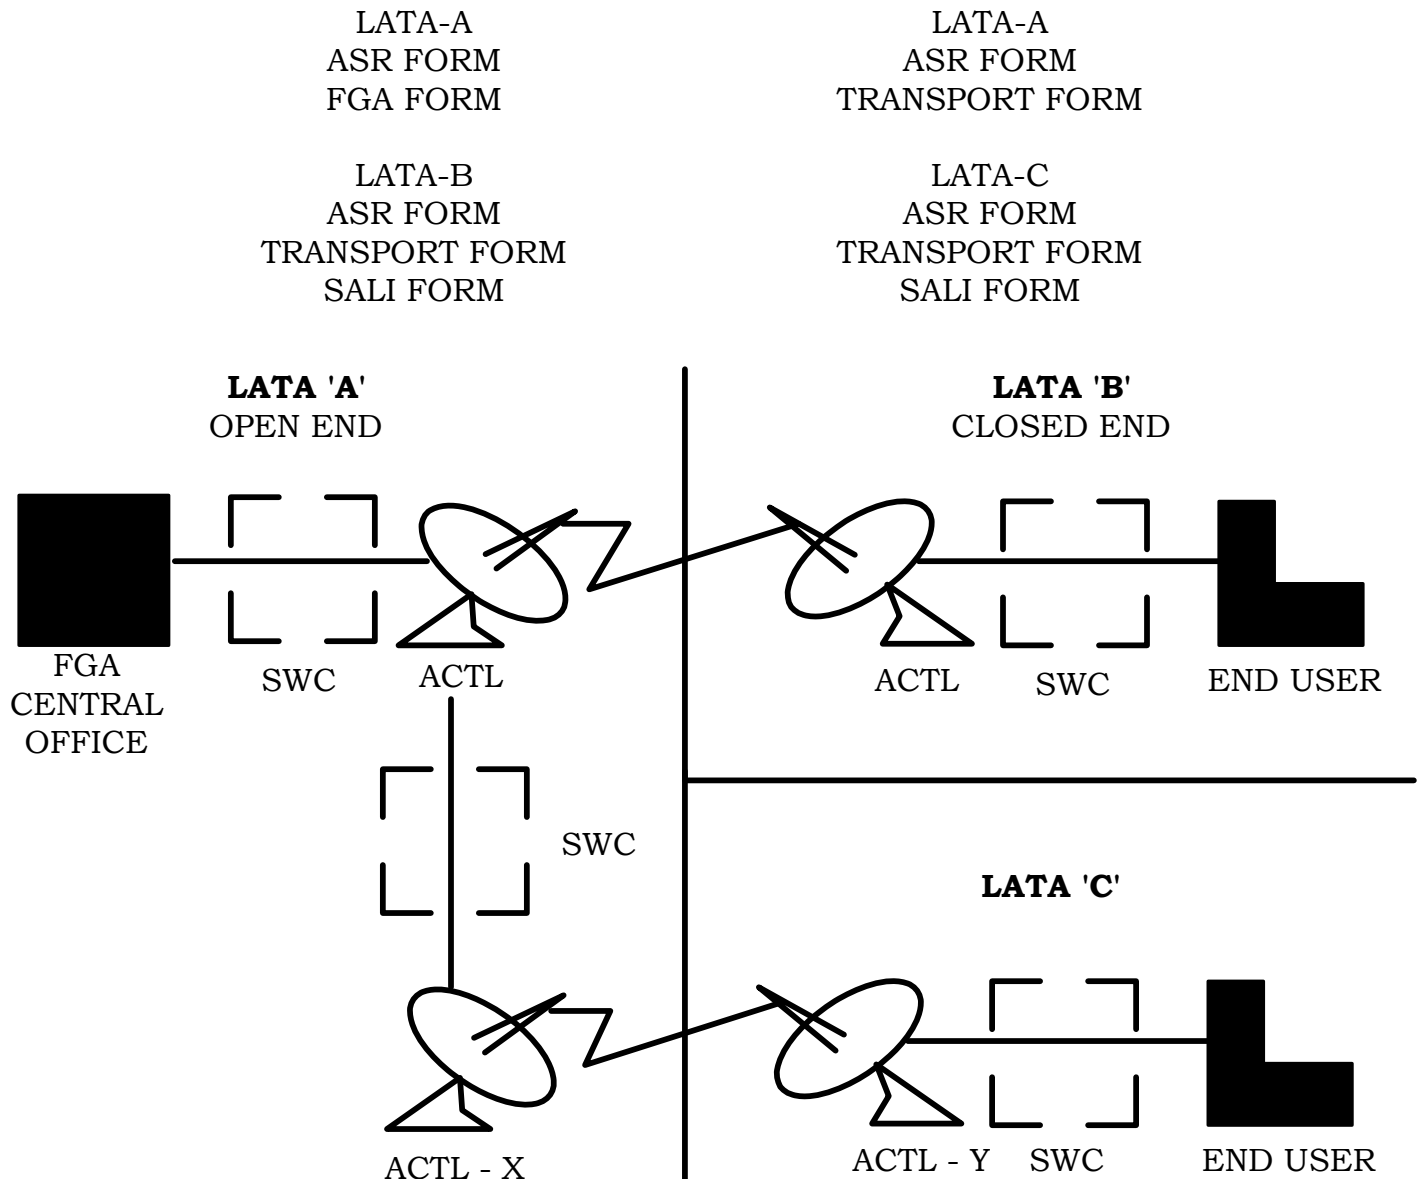 LATA-A
ASR FORM
FGA FORM
LATA-B
ASR FORM
TRANSPORT FORM
SALI FORM
LATA-A
ASR FORM
TRANSPORT FORM
LATA-C
ASR FORM
TRANSPORT FORM
SALI FORM
LATA 'A'
OPEN END
LATA 'B'
CLOSED END
FGA
CENTRAL
OFFICE
SWC
ACTL
ACTL
SWC
END USER
SWC
LATA 'C'
ACTL - X
ACTL - Y
SWC
END USER